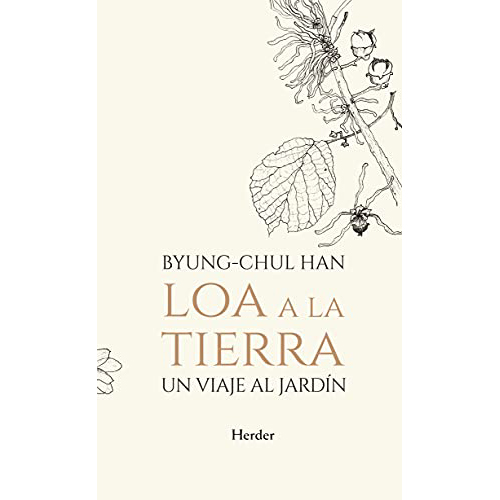 BYUNG-CHUL HAN
LOA A LA
TIERRA
UN VIAJE AL JARDÍN
Herder